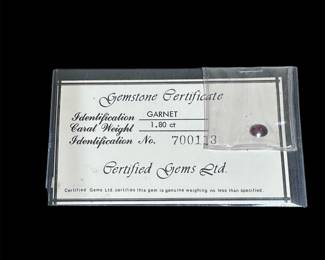 Gemstone Certificate
Identification GARNET
Carat Weight 1.80 ct
Identification No. 700113
Certified Gems Ltd.
Certified Gems Ltd. certifies this gem is genuine weighing no less than specified.